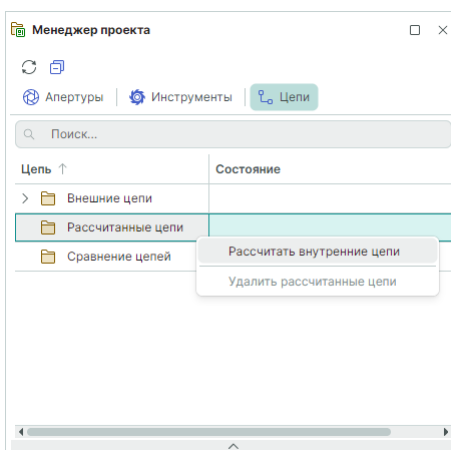 Менеджер проекта
Апертуры Инструменты Цепи
Поиск...
Цепь ↑ Состояние
Внешние цепи
Рассчитанные цепи
Рассчитать внутренние цепи
Сравнение цепей
Удалить рассчитанные цепи